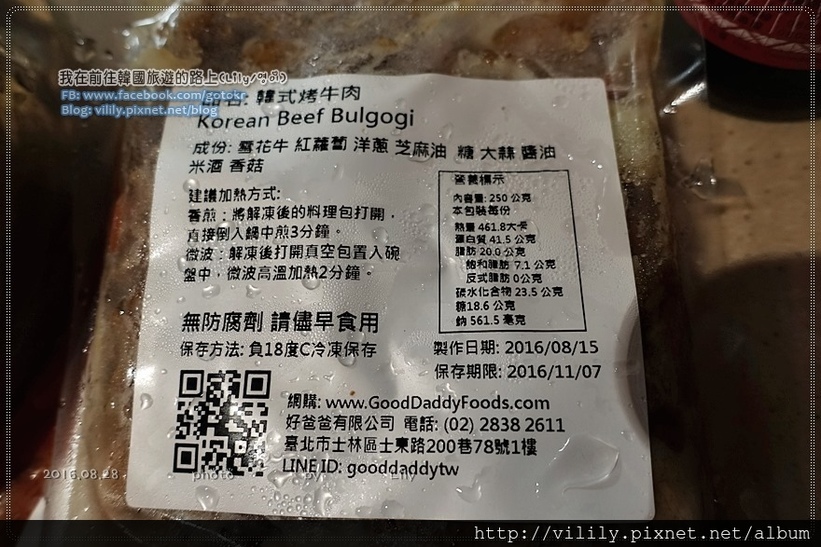 我在前往韓國旅遊的路上(Lily/영희)
FB: www.facebook.com/gotokr
Blog: vilily.pixnet.net/blog
品名: 韓式烤牛肉
Korean Beef Bulgogi
成份: 雪花牛 紅蘿蔔 洋蔥 芝麻油 糖 大蒜 醬油
米酒 香菇
建議加熱方式:
香煎：將解凍後的料理包打開，
直接倒入鍋中煎3分鐘。
微波：解凍後打開真空包置入碗
盤中，微波高溫加熱2分鐘。
營養標示
內容量: 250 公克
本包裝每份
熱量 461.8大卡
蛋白質 41.5 公克
脂肪 20.0 公克
飽和脂肪 7.1 公克
反式脂肪 0公克
碳水化合物 23.5 公克
糖18.6 公克
鈉 561.5 毫克
無防腐劑 請儘早食用
保存方法: 負18度C冷凍保存
製作日期: 2016/08/15
保存期限: 2016/11/07
網購: www.GoodDaddyFoods.com
好爸爸有限公司 電話: (02) 2838 2611
臺北市士林區士東路200巷78號1樓
LINE ID: gooddaddytw
2016.08.28 photo by Lily
http://vilily.pixnet.net/album